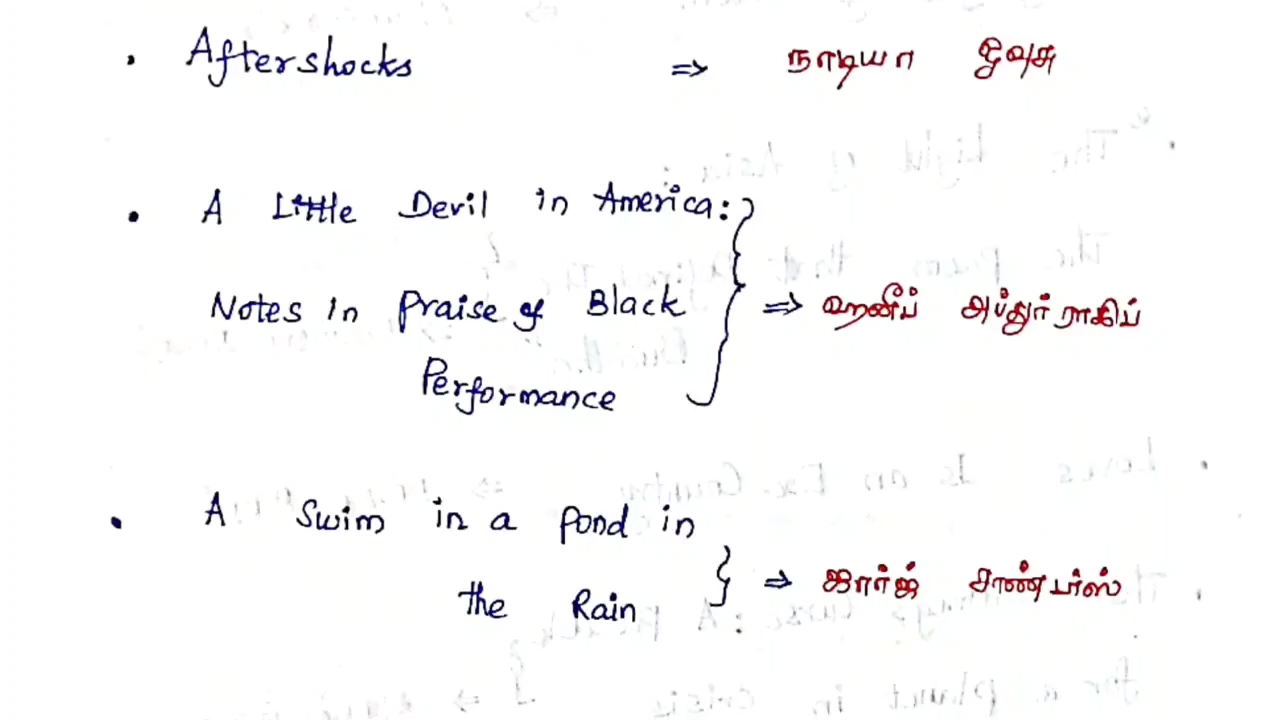 • Aftershocks ⇒ நாடியா ஓவுசு
• A Little Devil in America:
Notes in Praise of Black ⇒ ஹனீப் அப்துர்ராகிப்
Performance
• A Swim in a Pond in
the Rain ⇒ ஜார்ஜ் சாண்டர்ஸ்